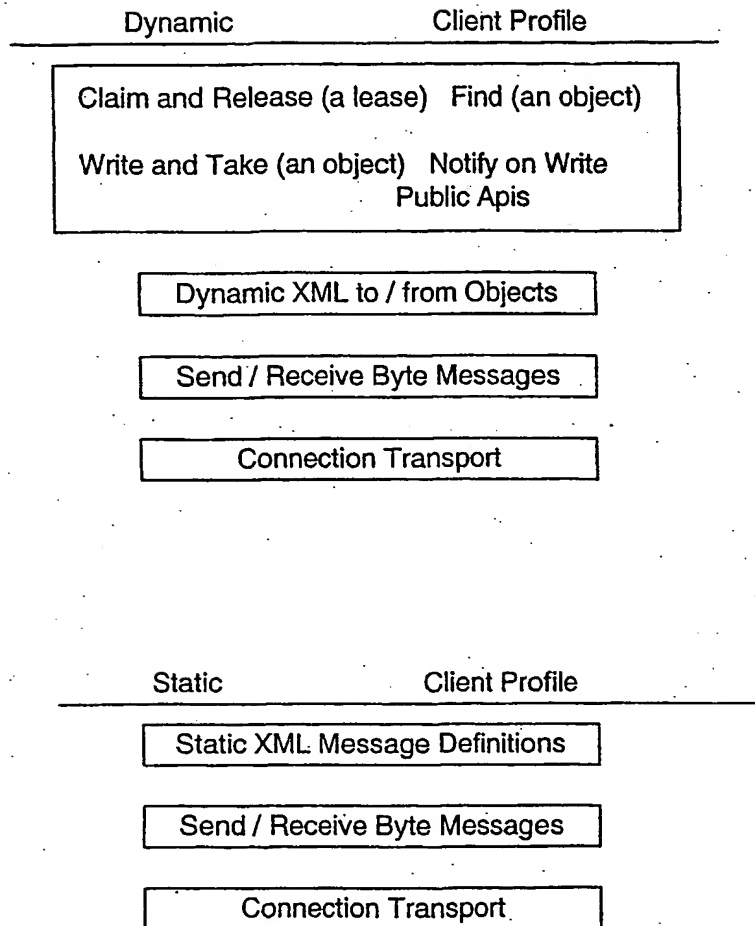 Dynamic Client Profile
Claim and Release (a lease) Find (an object)
Write and Take (an object) Notify on Write
Public Apis
Dynamic XML to / from Objects
Send / Receive Byte Messages
Connection Transport
Static Client Profile
Static XML Message Definitions
Send / Receive Byte Messages
Connection Transport